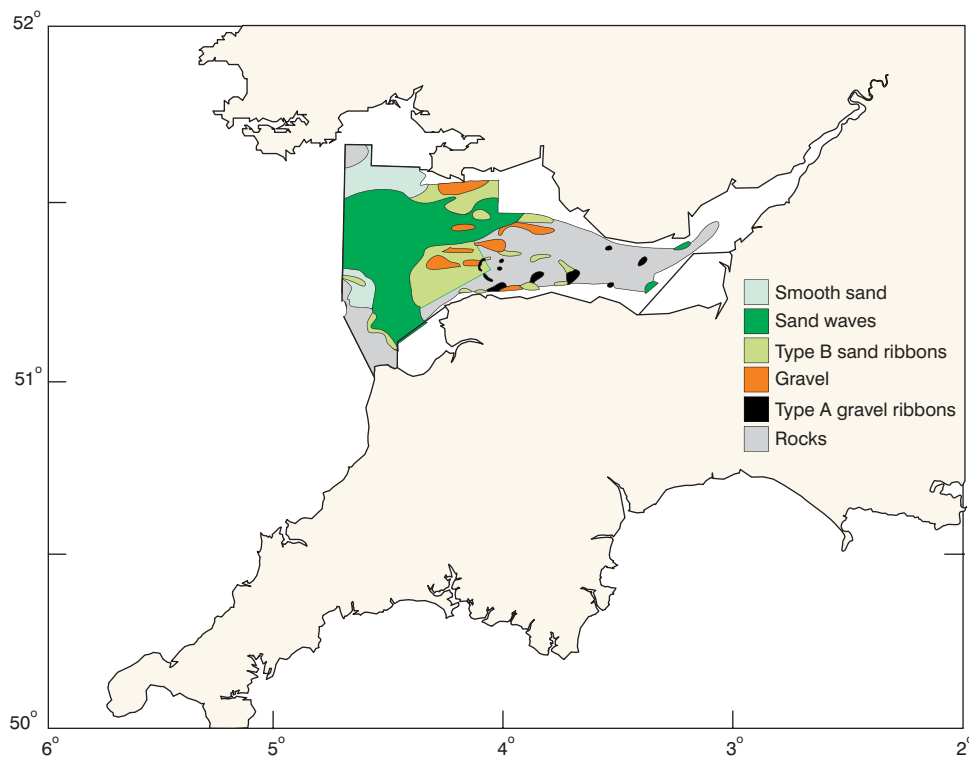 52°
51°
50°
Smooth sand
Sand waves
Type B sand ribbons
Gravel
Type A gravel ribbons
Rocks
6°
5°
4°
3°
2°